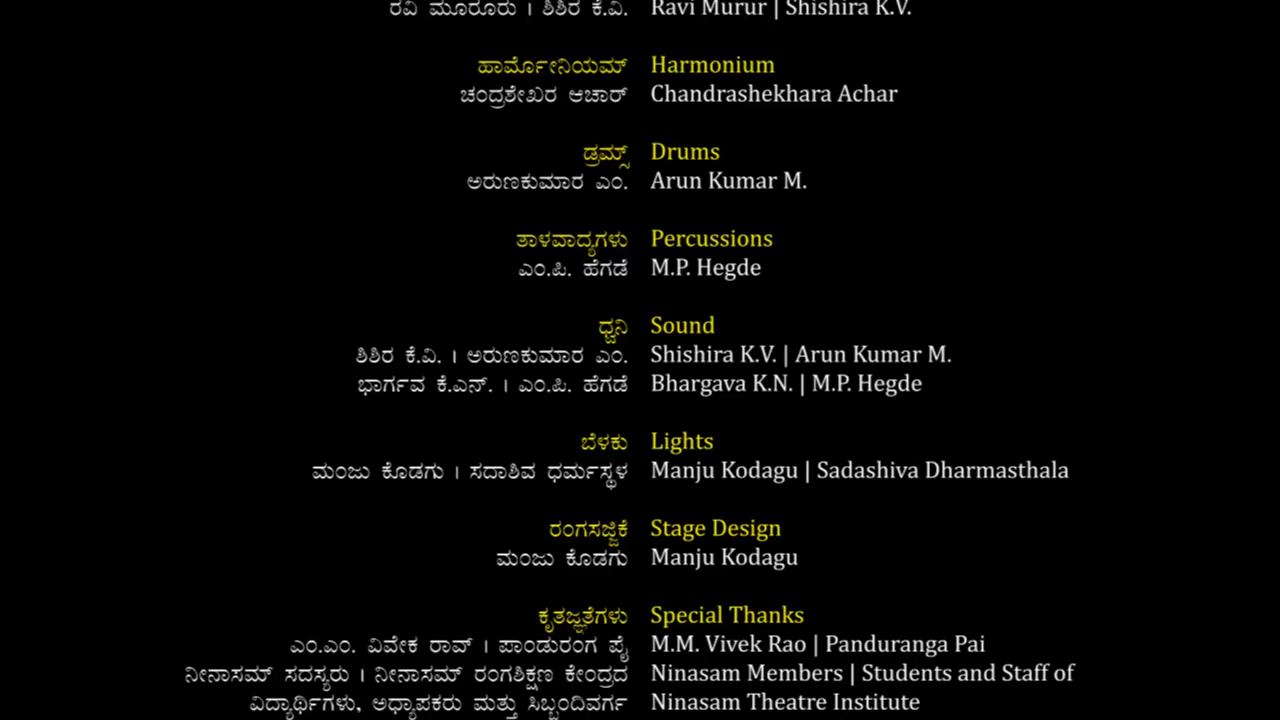 ರವಿ ಮೂರೂರು । ಶಿಶಿರ ಕೆ.ವಿ. Ravi Murur | Shishira K.V.
ಹಾರ್ಮೋನಿಯಮ್ Harmonium
ಚಂದ್ರಶೇಖರ ಆಚಾರ್ Chandrashekhara Achar
ಡ್ರಮ್ಸ್ Drums
ಅರುಣಕುಮಾರ ಎಂ. Arun Kumar M.
ತಾಳವಾದ್ಯಗಳು Percussions
ಎಂ.ಪಿ. ಹೆಗಡೆ M.P. Hegde
ಧ್ವನಿ Sound
ಶಿಶಿರ ಕೆ.ವಿ. । ಅರುಣಕುಮಾರ ಎಂ. Shishira K.V. | Arun Kumar M.
ಭಾರ್ಗವ ಕೆ.ಎನ್. । ಎಂ.ಪಿ. ಹೆಗಡೆ Bhargava K.N. | M.P. Hegde
ಬೆಳಕು Lights
ಮಂಜು ಕೊಡಗು । ಸದಾಶಿವ ಧರ್ಮಸ್ಥಳ Manju Kodagu | Sadashiva Dharmasthala
ರಂಗಸಜ್ಜಿಕೆ Stage Design
ಮಂಜು ಕೊಡಗು Manju Kodagu
ಕೃತಜ್ಞತೆಗಳು Special Thanks
ಎಂ.ಎಂ. ವಿವೇಕ ರಾವ್ । ಪಾಂಡುರಂಗ ಪೈ M.M. Vivek Rao | Panduranga Pai
ನೀನಾಸಮ್ ಸದಸ್ಯರು । ನೀನಾಸಮ್ ರಂಗಶಿಕ್ಷಣ ಕೇಂದ್ರದ Ninasam Members | Students and Staff of
ವಿದ್ಯಾರ್ಥಿಗಳು, ಅಧ್ಯಾಪಕರು ಮತ್ತು ಸಿಬ್ಬಂದಿವರ್ಗ Ninasam Theatre Institute